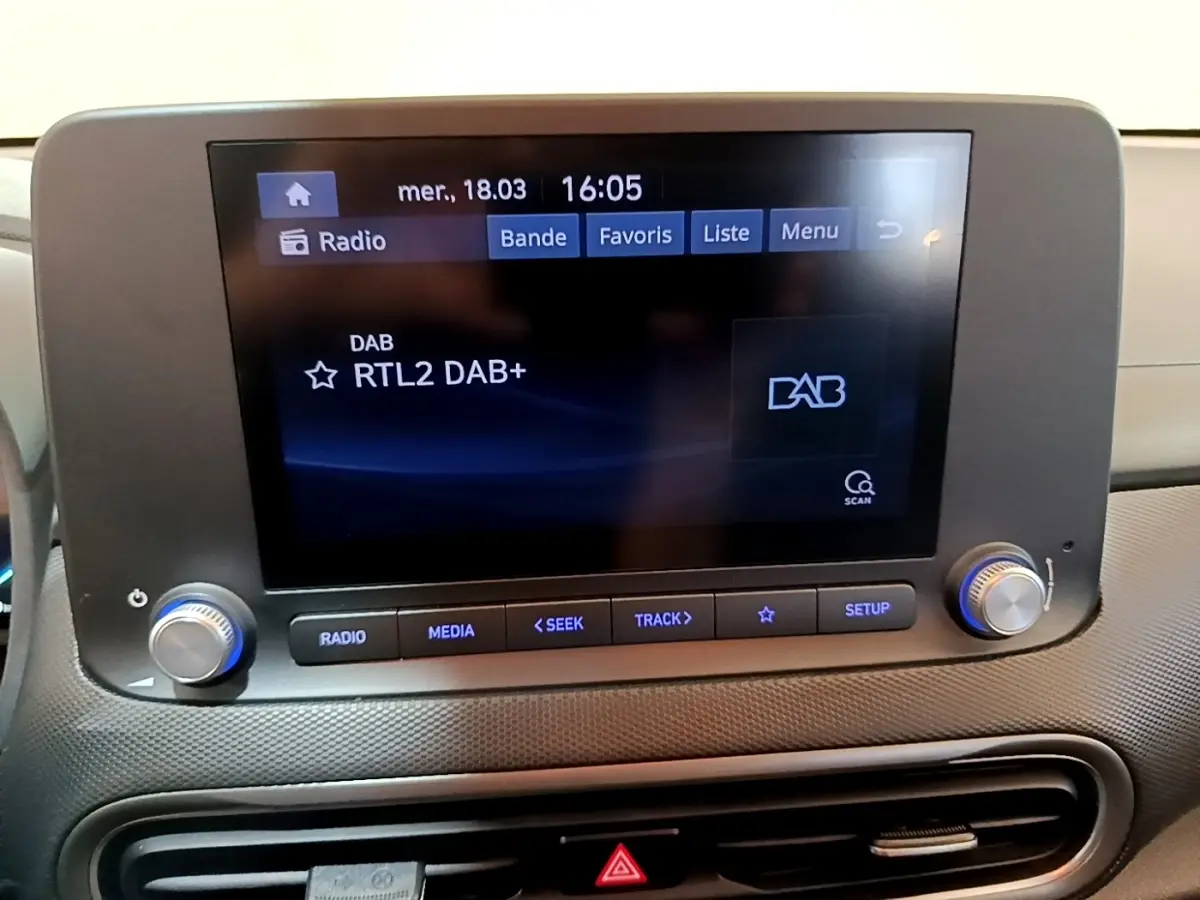 mer., 18.03 16:05
Radio Bande Favoris Liste Menu
DAB
RTL2 DAB+
DAB
SCAN
RADIO MEDIA <SEEK TRACK> SETUP